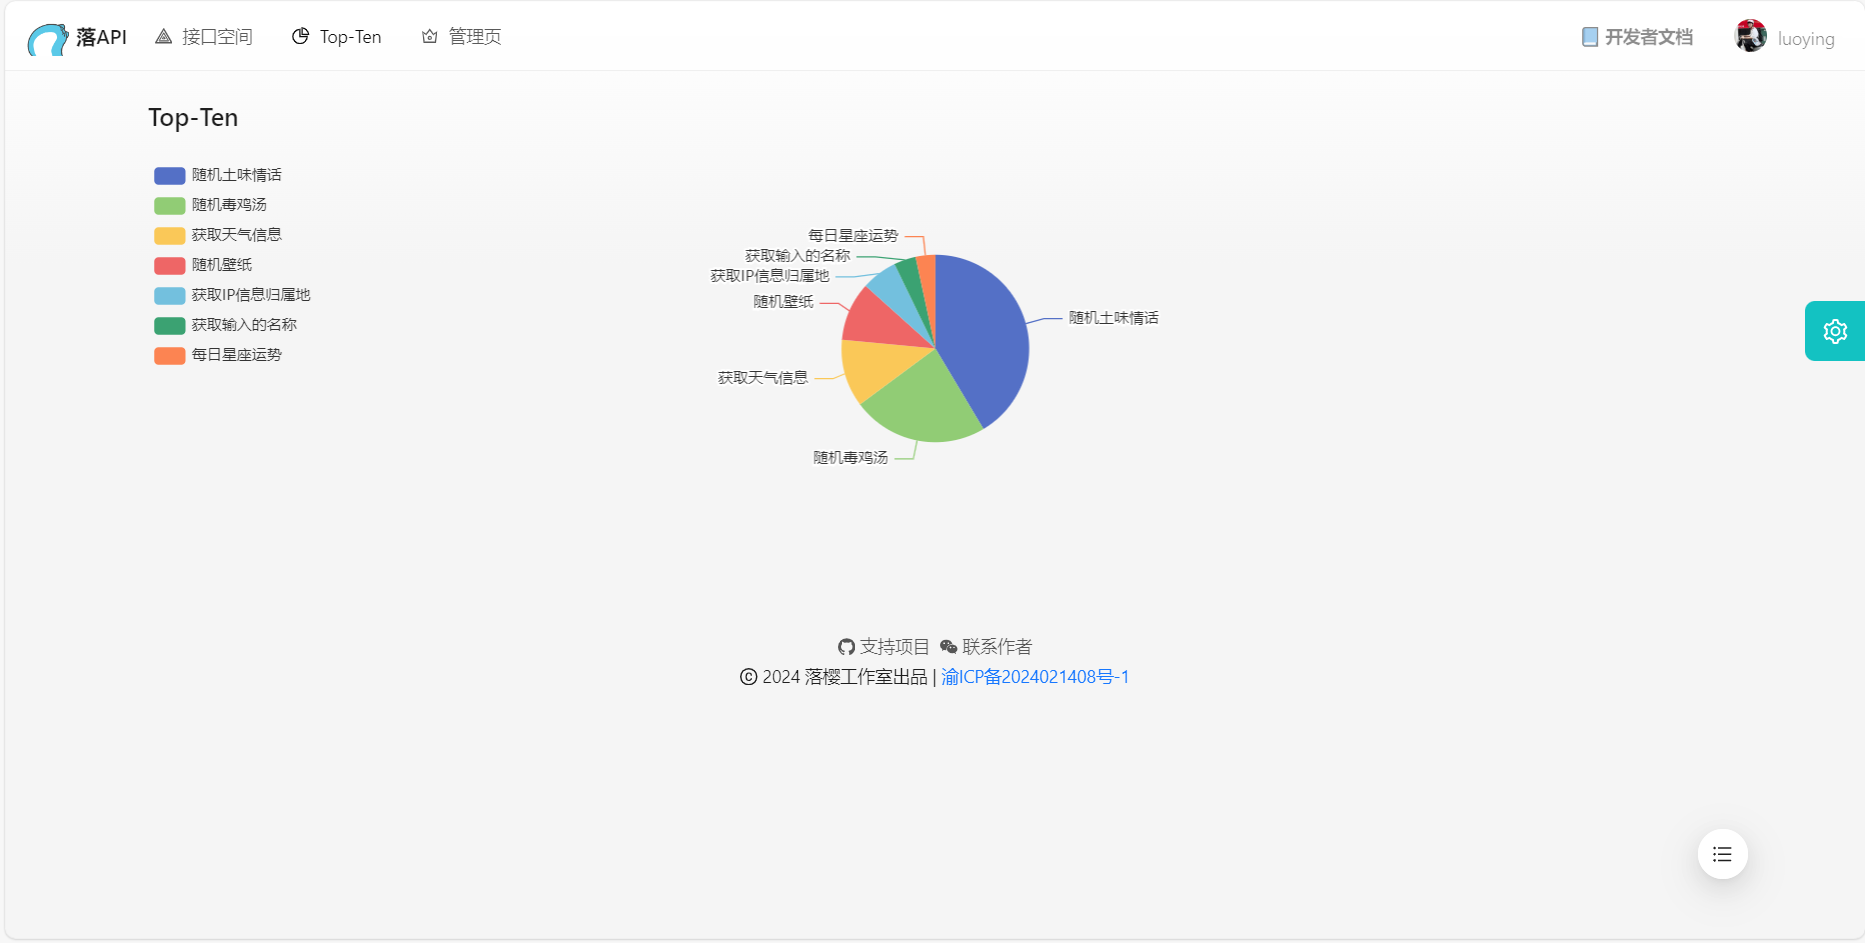 落API 接口空间 Top-Ten 管理页 开发者文档 luoying
Top-Ten
随机土味情话
随机毒鸡汤
获取天气信息
随机壁纸
获取IP信息归属地
获取输入的名称
每日星座运势
每日星座运势
获取输入的名称
获取IP信息归属地
随机壁纸
随机土味情话
获取天气信息
随机毒鸡汤
支持项目 联系作者
© 2024 落樱工作室出品 | 渝ICP备2024021408号-1